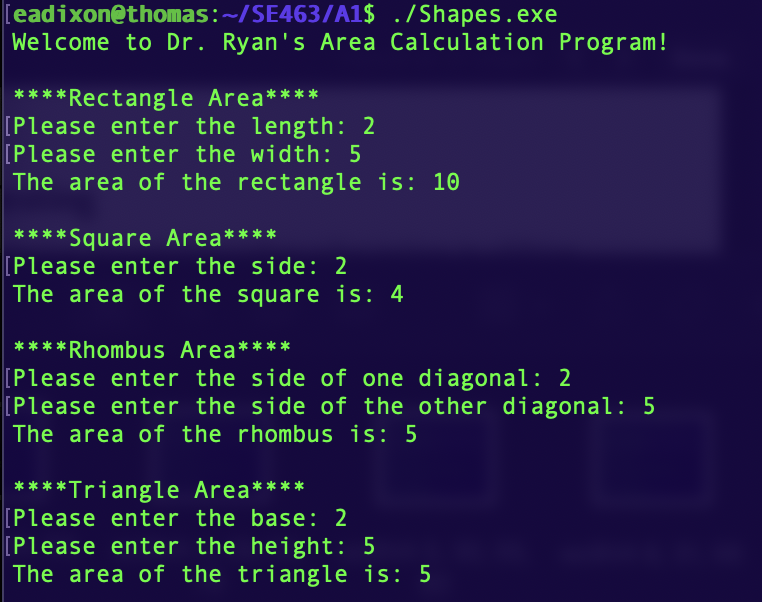 [eadixon@thomas:~/SE463/A1$ ./Shapes.exe
Welcome to Dr. Ryan's Area Calculation Program!
****Rectangle Area****
[Please enter the length: 2
[Please enter the width: 5
The area of the rectangle is: 10
****Square Area****
[Please enter the side: 2
The area of the square is: 4
****Rhombus Area****
[Please enter the side of one diagonal: 2
[Please enter the side of the other diagonal: 5
The area of the rhombus is: 5
****Triangle Area****
[Please enter the base: 2
[Please enter the height: 5
The area of the triangle is: 5